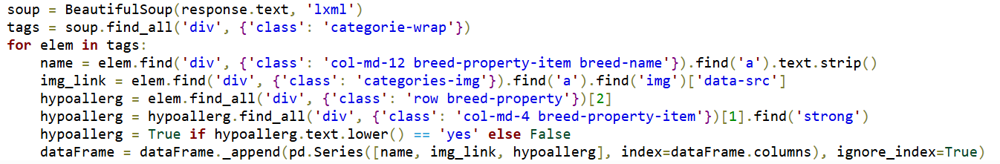 soup = BeautifulSoup(response.text, 'lxml')
tags = soup.find_all('div', {'class': 'categorie-wrap'})
for elem in tags:
    name = elem.find('div', {'class': 'col-md-12 breed-property-item breed-name'}).find('a').text.strip()
    img_link = elem.find('div', {'class': 'categories-img'}).find('a').find('img')['data-src']
    hypoallerg = elem.find_all('div', {'class': 'row breed-property'})[2]
    hypoallerg = hypoallerg.find_all('div', {'class': 'col-md-4 breed-property-item'})[1].find('strong')
    hypoallerg = True if hypoallerg.text.lower() == 'yes' else False
    dataFrame = dataFrame._append(pd.Series([name, img_link, hypoallerg], index=dataFrame.columns), ignore_index=True)